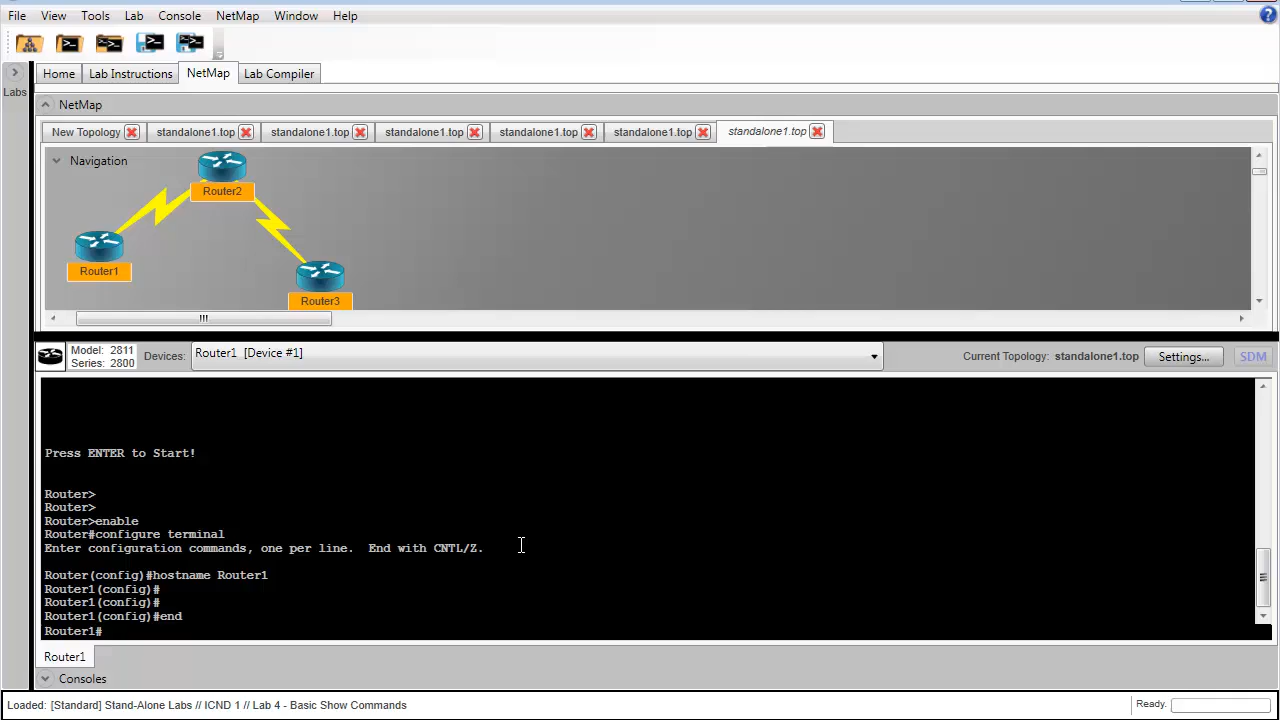 File View Tools Lab Console NetMap Window Help
Labs
Home Lab Instructions NetMap Lab Compiler
NetMap
New Topology standalone1.top standalone1.top standalone1.top standalone1.top standalone1.top standalone1.top
Navigation
Router2
Router1
Router3
Model: 2811
Series: 2800
Devices: Router1 [Device #1] Current Topology: standalone1.top Settings... SDM
Press ENTER to Start!
Router>
Router>
Router>enable
Router#configure terminal
Enter configuration commands, one per line.  End with CNTL/Z.
Router(config)#hostname Router1
Router1(config)#
Router1(config)#
Router1(config)#end
Router1#
Router1
Consoles
Loaded: [Standard] Stand-Alone Labs // ICND 1 // Lab 4 - Basic Show Commands Ready.